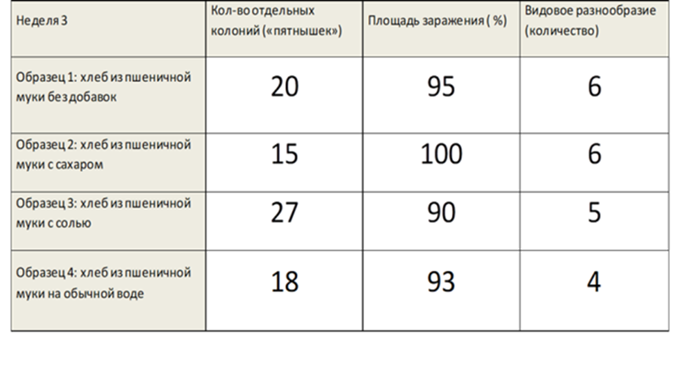 Неделя 3
Кол-во отдельных
колоний («пятнышек»)
Площадь заражения ( %)
Видовое разнообразие
(количество)
Образец 1: хлеб из пшеничной
муки без добавок
20
95
6
Образец 2: хлеб из пшеничной
муки с сахаром
15
100
6
Образец 3: хлеб из пшеничной
муки с солью
27
90
5
Образец 4: хлеб из пшеничной
муки на обычной воде
18
93
4